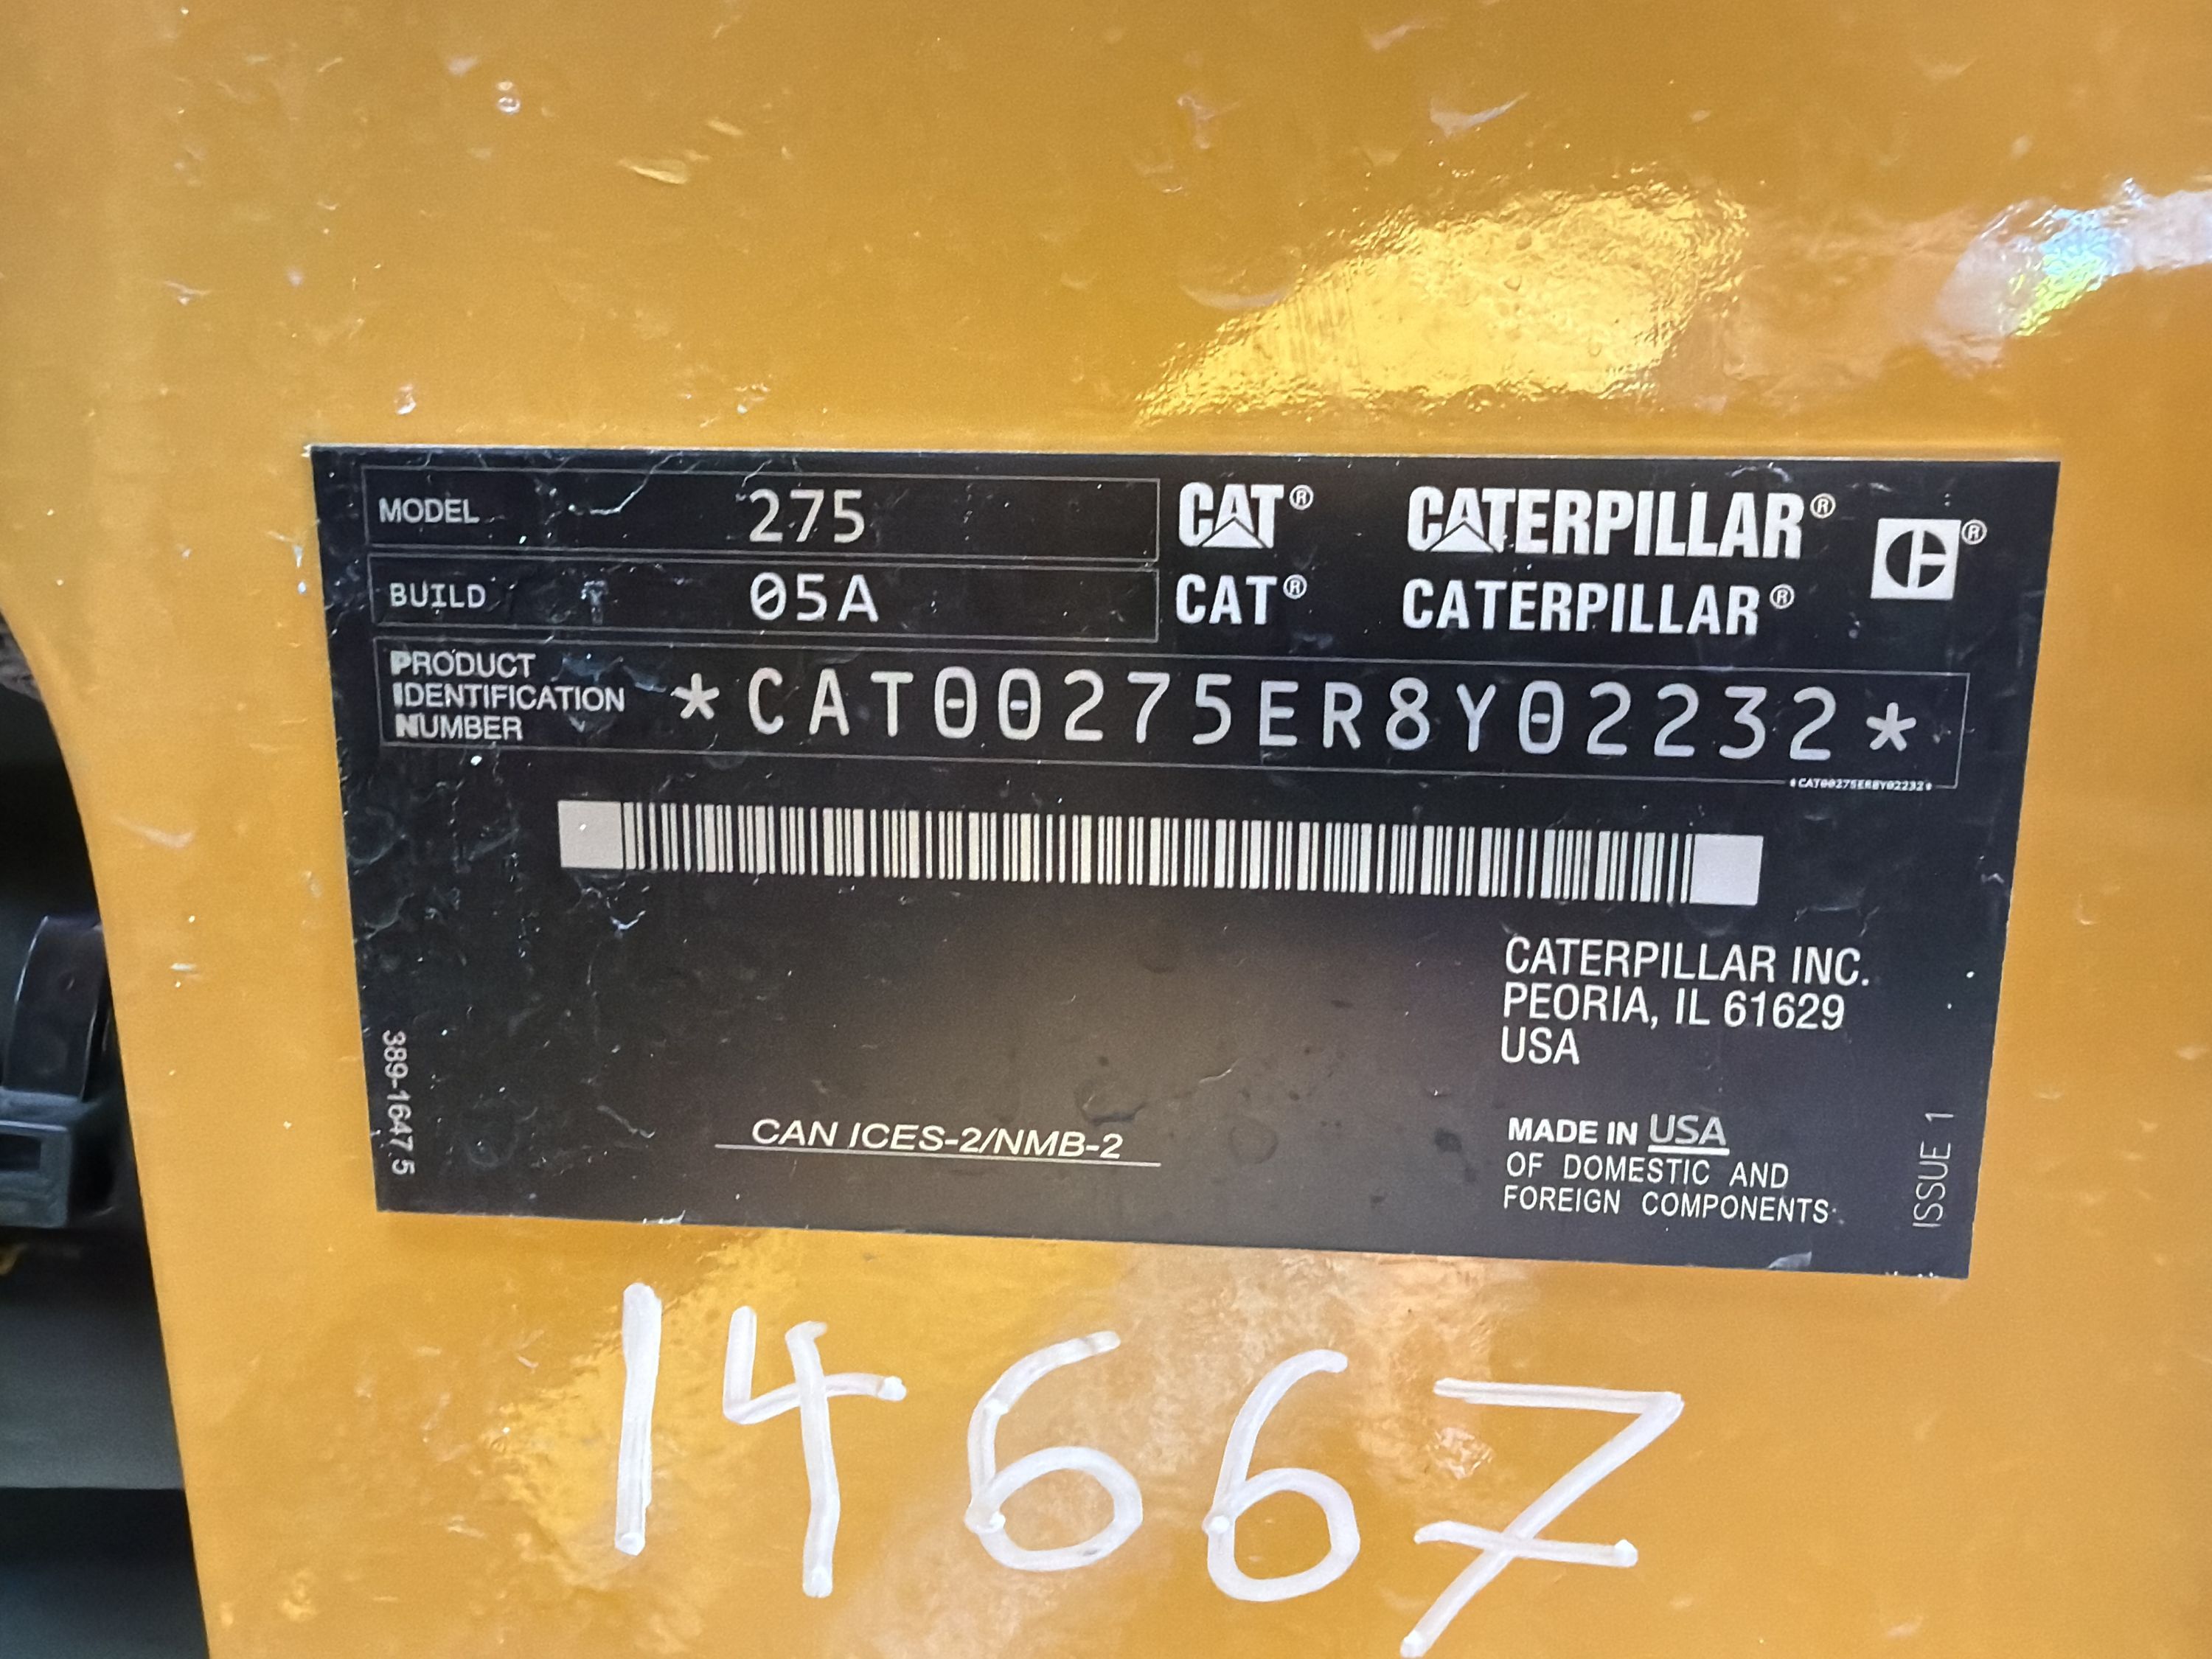 MODEL 275
BUILD 05A
CAT® CATERPILLAR® ®
CAT® CATERPILLAR®
PRODUCT
IDENTIFICATION
NUMBER
*CAT00275ER8Y02232*
*CAT00275ER8Y02232*
CATERPILLAR INC.
PEORIA, IL 61629
USA
389-1647 5
CAN ICES-2/NMB-2
MADE IN USA
OF DOMESTIC AND
FOREIGN COMPONENTS
ISSUE 1
14667